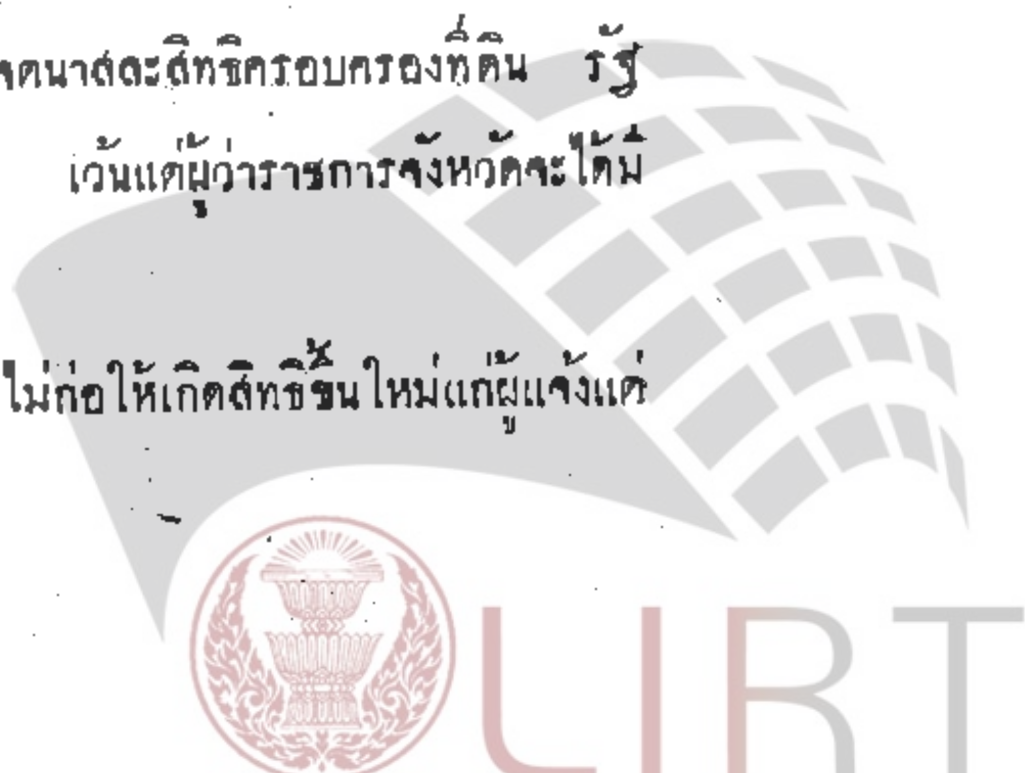 เจตนาสละสิทธิครอบครองที่ดิน รัฐ
เว้นแต่ผู้ว่าราชการจังหวัดจะได้มี
ไม่ก่อให้เกิดสิทธิขึ้นใหม่แก่ผู้แจ้งแต่
LIRT